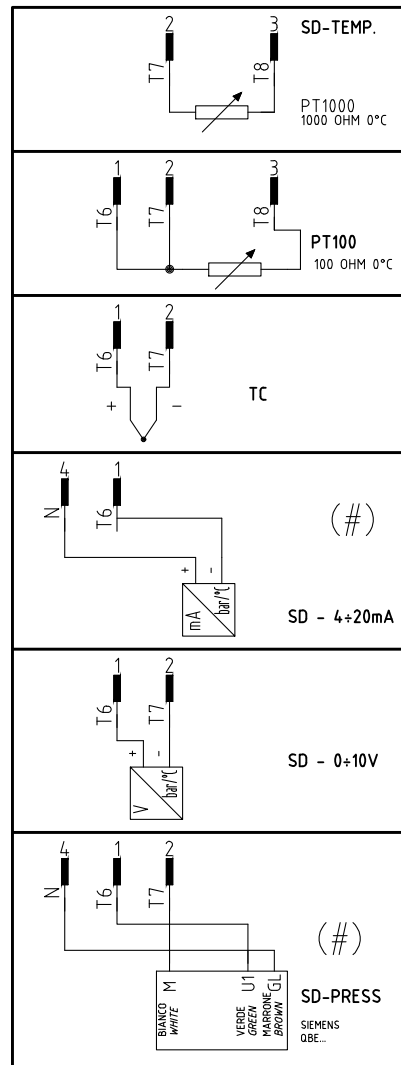 2 3 SD-TEMP.
T7 T8
PT1000
1000 OHM 0°C
1 2 3
T6 T7 T8
PT100
100 OHM 0°C
1 2
T6 T7
+ -
TC
4 1
N T6
(#)
+ -
mA bar/°C
SD - 4÷20mA
1 2
T6 T7
+ -
V bar/°C
SD - 0÷10V
4 1 2
N T6 T7
(#)
M U1 GL
BIANCO VERDE MARRONE
WHITE GREEN BROWN
SD-PRESS
SIEMENS
QBE...